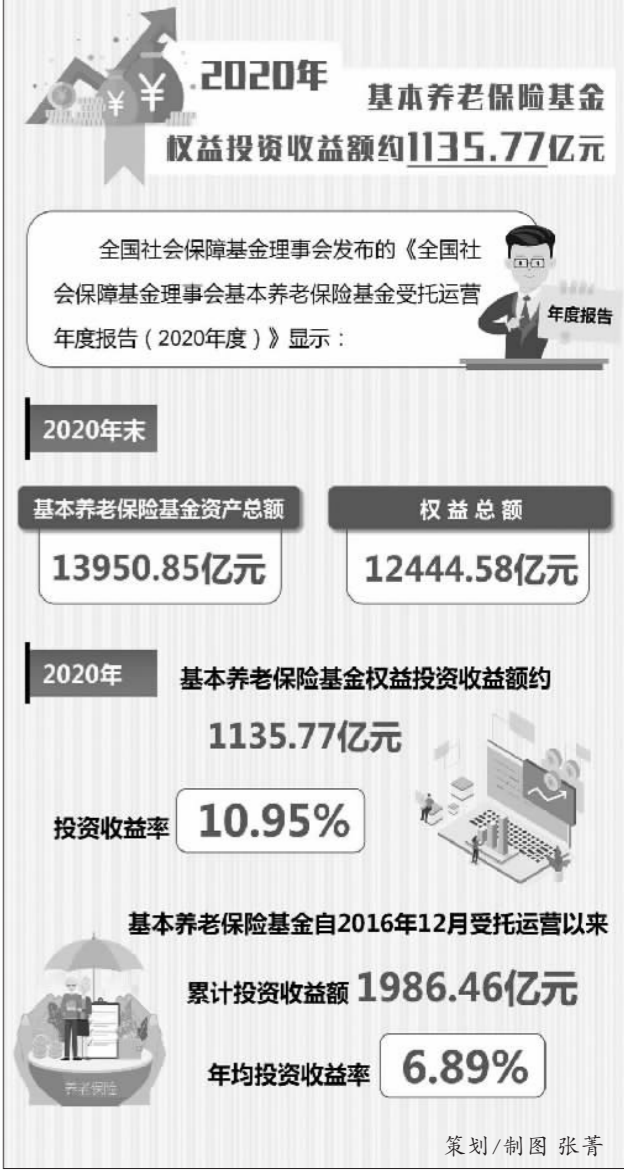 2020年
基本养老保险基金
权益投资收益额约1135.77亿元
全国社会保障基金理事会发布的《全国社
会保障基金理事会基本养老保险基金受托运营
年度报告（2020年度）》显示：
年度报告
2020年末
基本养老保险基金资产总额
权益总额
13950.85亿元
12444.58亿元
2020年
基本养老保险基金权益投资收益额约
1135.77亿元
投资收益率 10.95%
基本养老保险基金自2016年12月受托运营以来
累计投资收益额 1986.46亿元
年均投资收益率 6.89%
养老保险
策划/制图 张菁